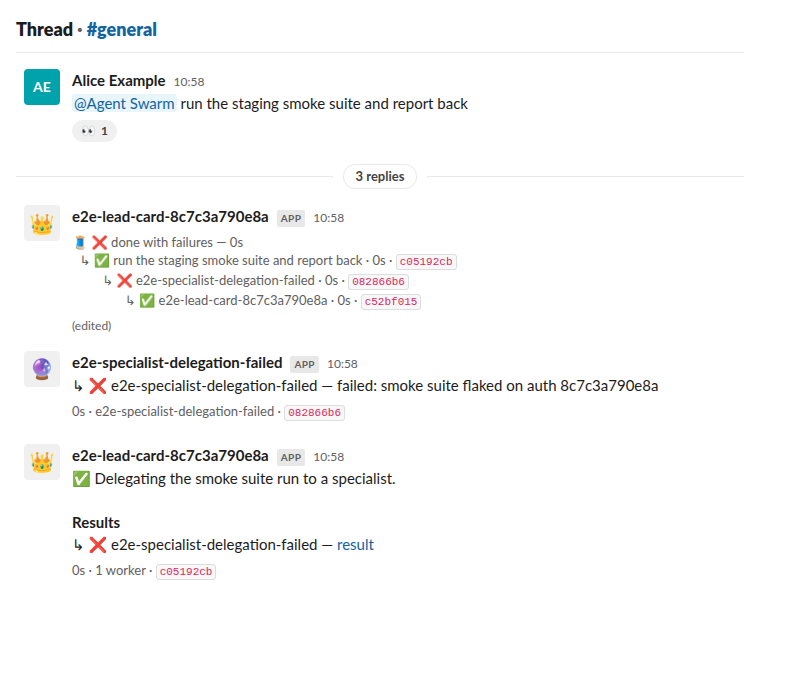 Thread • #general
AE
Alice Example 10:58
@Agent Swarm run the staging smoke suite and report back
👀 1
3 replies
e2e-lead-card-8c7c3a790e8a APP 10:58
🧵 ❌ done with failures — 0s
↳ ✅ run the staging smoke suite and report back · 0s · c05192cb
↳ ❌ e2e-specialist-delegation-failed · 0s · 082866b6
↳ ✅ e2e-lead-card-8c7c3a790e8a · 0s · c52bf015
(edited)
e2e-specialist-delegation-failed APP 10:58
↳ ❌ e2e-specialist-delegation-failed — failed: smoke suite flaked on auth 8c7c3a790e8a
0s · e2e-specialist-delegation-failed · 082866b6
e2e-lead-card-8c7c3a790e8a APP 10:58
✅ Delegating the smoke suite run to a specialist.
Results
↳ ❌ e2e-specialist-delegation-failed — result
0s · 1 worker · c05192cb